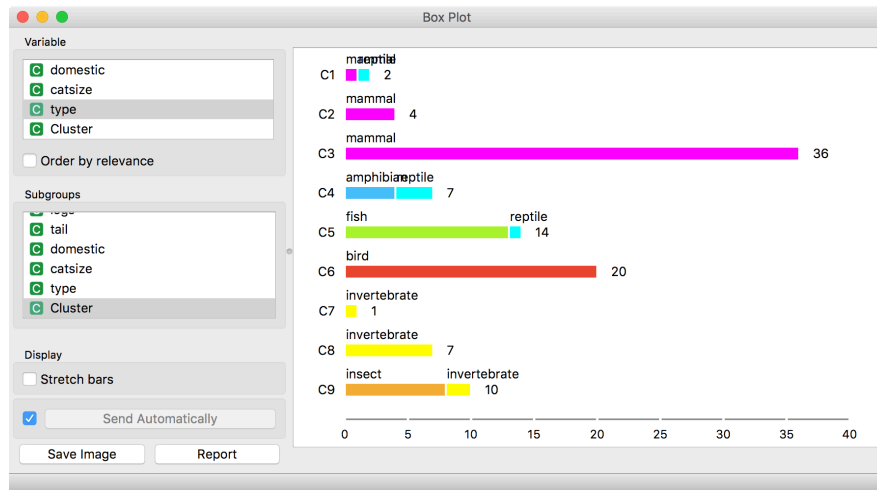 Box Plot
Variable
C domestic
C catsize
C type
C Cluster
Order by relevance
Subgroups
C tail
C domestic
C catsize
C type
C Cluster
Display
Stretch bars
Send Automatically
Save Image Report
mammal reptile
C1 2
mammal
C2 4
mammal
C3 36
amphibian reptile
C4 7
fish reptile
C5 14
bird
C6 20
invertebrate
C7 1
invertebrate
C8 7
insect invertebrate
C9 10
0 5 10 15 20 25 30 35 40